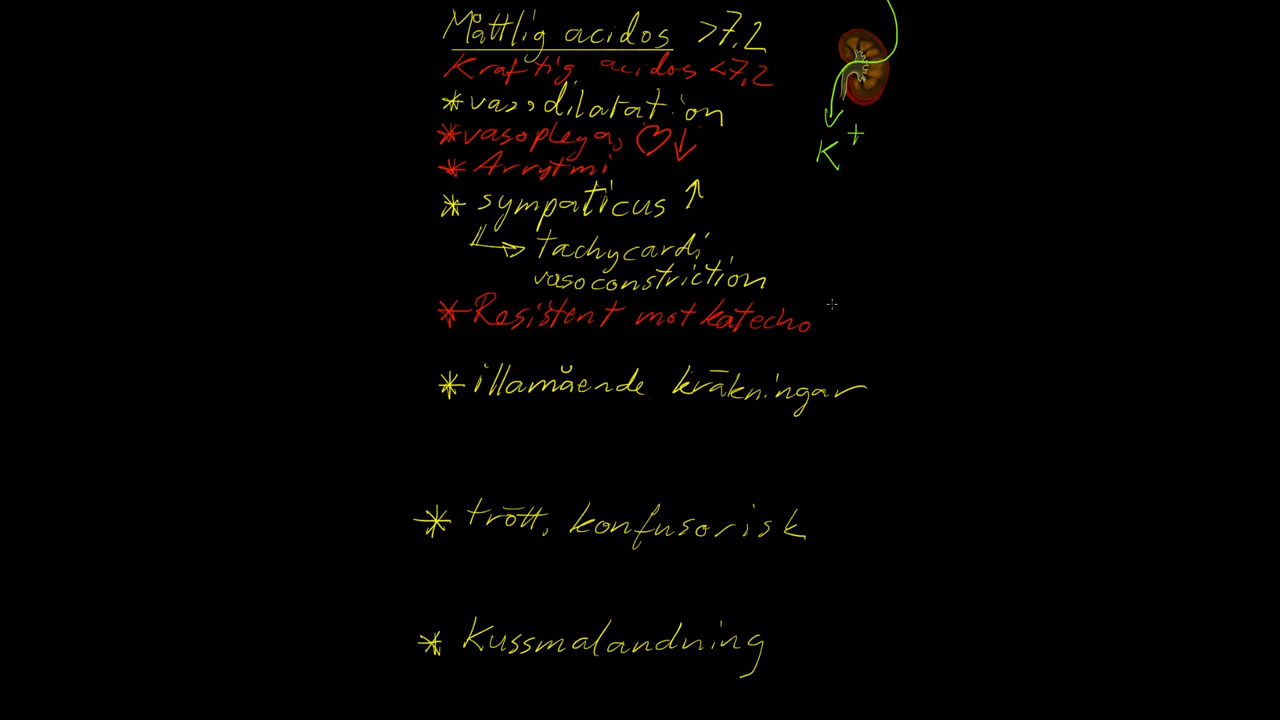 Måttlig acidos >7,2
Kraftig acidos <7,2
*vasodilatation
*vasoplega, ♡↓
* Arrytmi
* sympaticus ↑
↳ tachycardi
vasoconstriction
*Resistent mot katecho
* illamående kräkningar
* trött, konfusorisk
* Kussmalandning
K+